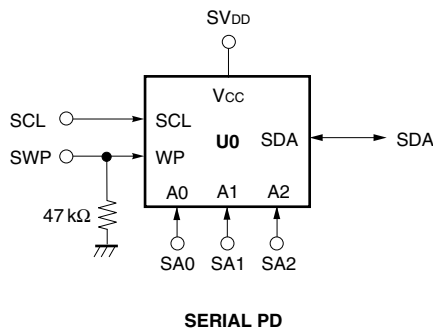 SVDD
VCC
SCL SCL
U0 SDA SDA
SWP WP
A0 A1 A2
47 kΩ
SA0 SA1 SA2
SERIAL PD